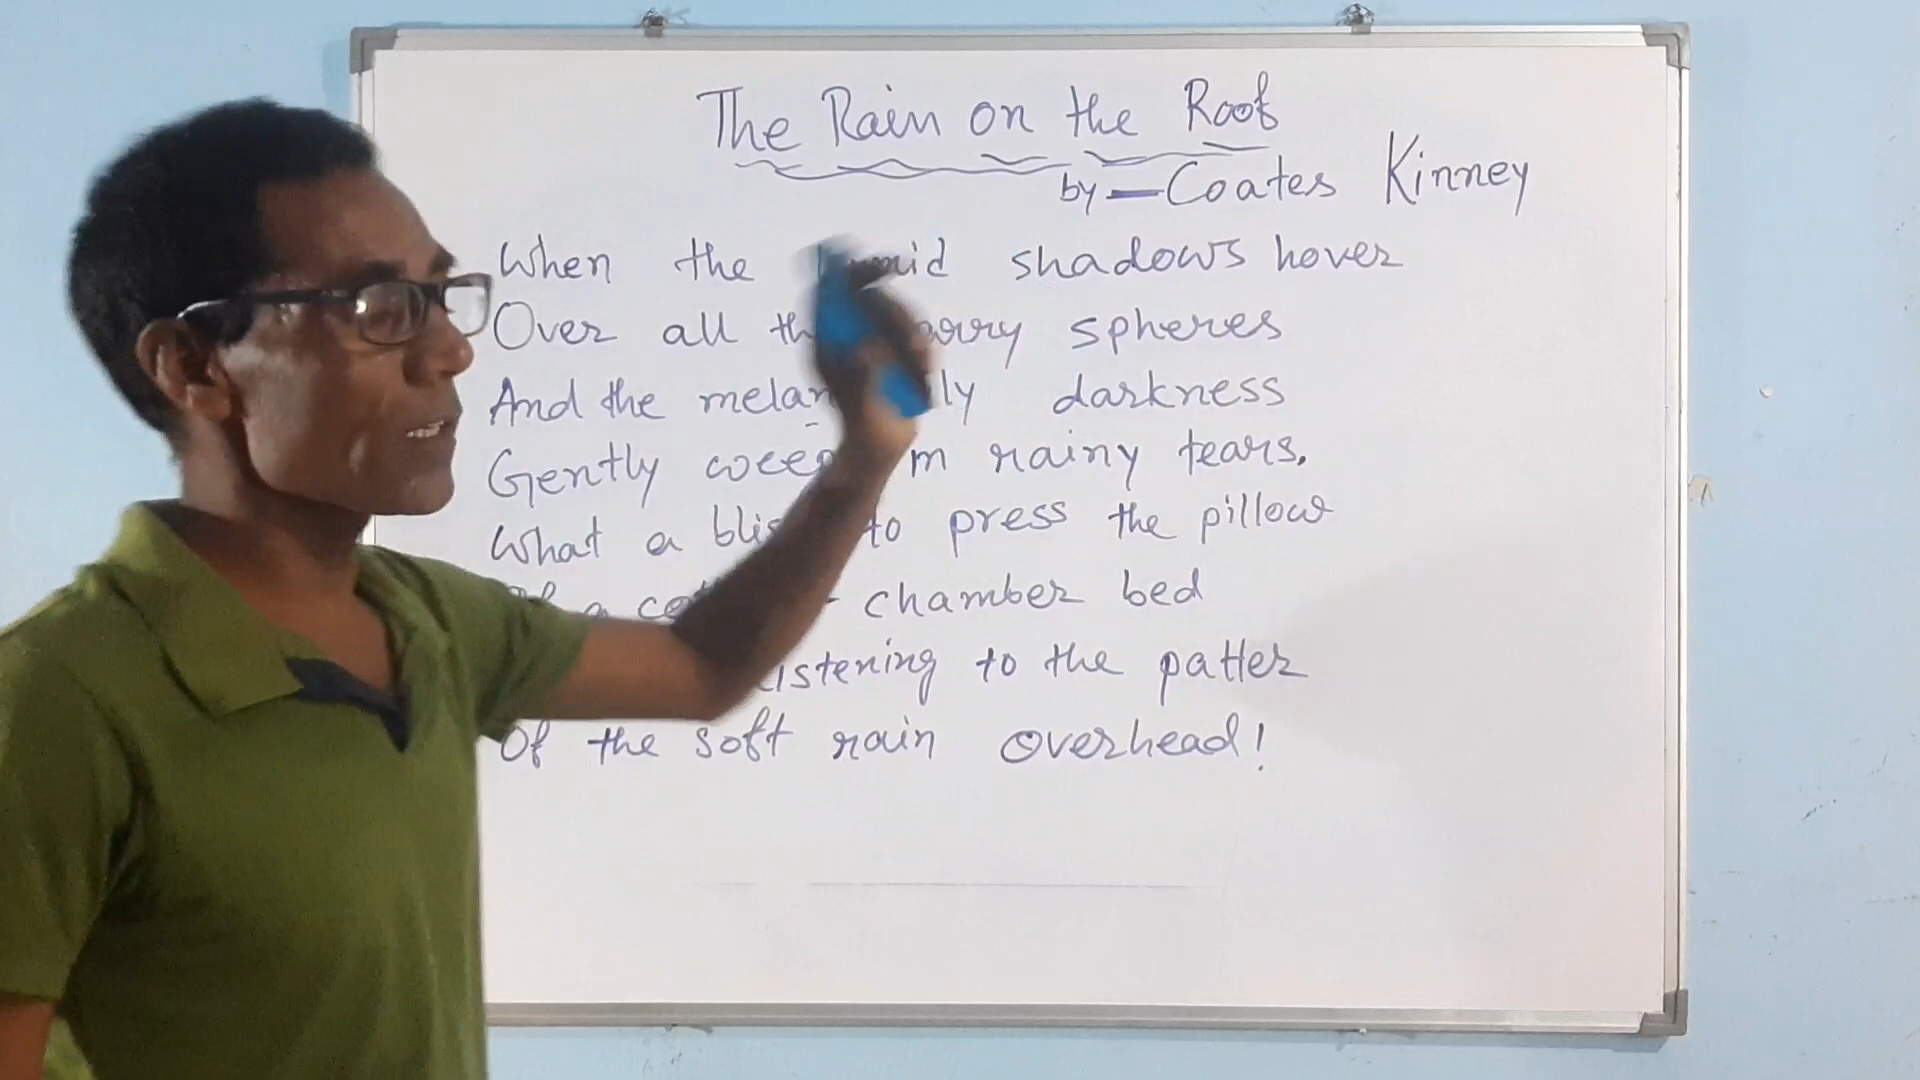 The Rain on the Roof
by — Coates Kinney
When the humid shadows hover
Over all the starry spheres
And the melancholy darkness
Gently weeps in rainy tears.
What a bliss to press the pillow
Of a chamber bed
listening to the patter
Of the soft rain overhead!